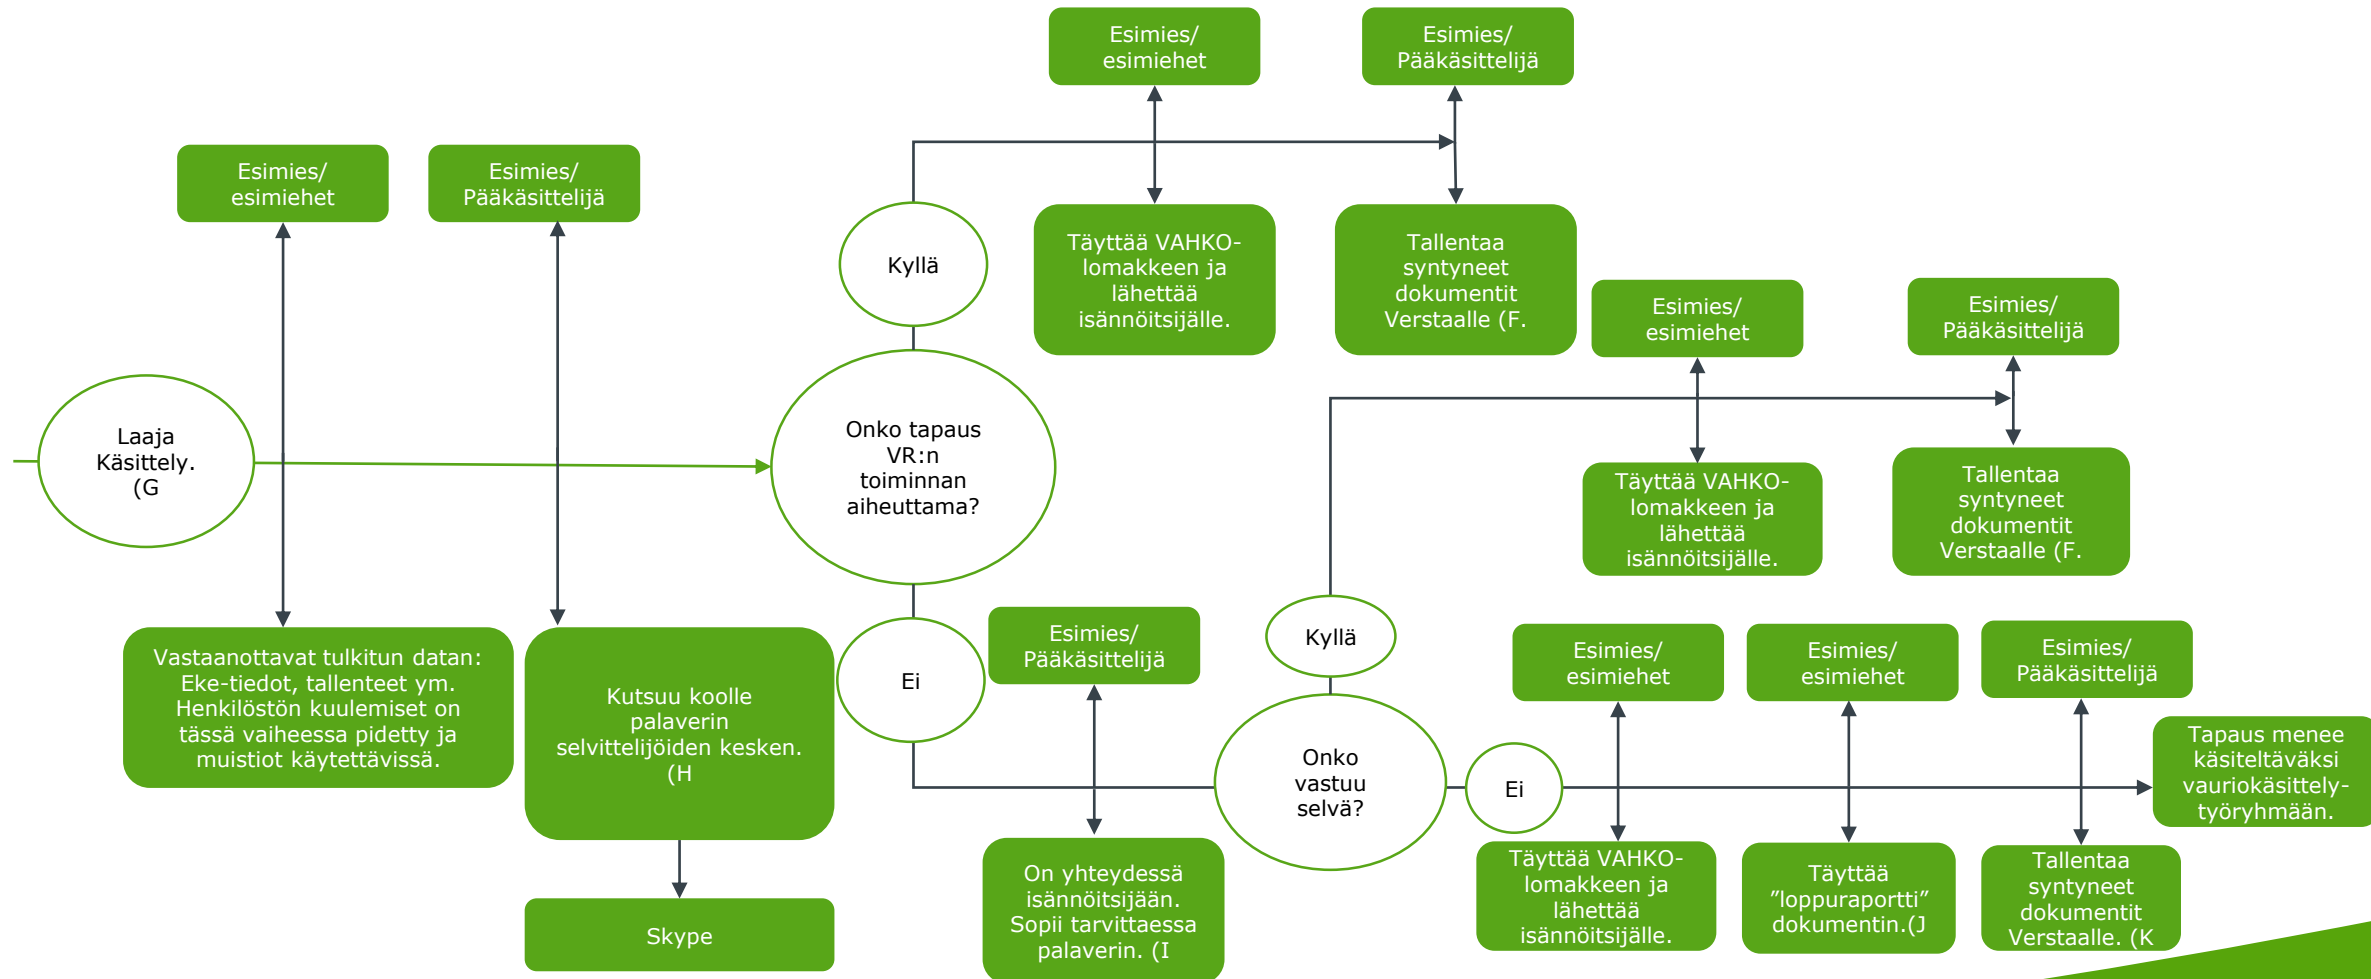 Esimies/
esimiehet
Esimies/
Pääkäsittelijä
Esimies/
esimiehet
Esimies/
Pääkäsittelijä
Kyllä
Täyttää VAHKO-
lomakkeen ja
lähettää
isännöitsijälle.
Tallentaa
syntyneet
dokumentit
Verstaalle (F.
Esimies/
esimiehet
Esimies/
Pääkäsittelijä
Laaja
Käsittely.
(G
Onko tapaus
VR:n
toiminnan
aiheuttama?
Täyttää VAHKO-
lomakkeen ja
lähettää
isännöitsijälle.
Tallentaa
syntyneet
dokumentit
Verstaalle (F.
Vastaanottavat tulkitun datan:
Eke-tiedot, tallenteet ym.
Henkilöstön kuulemiset on
tässä vaiheessa pidetty ja
muistiot käytettävissä.
Kutsuu koolle
palaverin
selvittelijöiden kesken.
(H
Skype
Ei
Esimies/
Pääkäsittelijä
On yhteydessä
isännöitsijään.
Sopii tarvittaessa
palaverin. (I
Kyllä
Onko
vastuu
selvä?
Ei
Esimies/
esimiehet
Esimies/
esimiehet
Esimies/
Pääkäsittelijä
Tapaus menee
käsiteltäväksi
vauriokäsittely-
työryhmään.
Täyttää VAHKO-
lomakkeen ja
lähettää
isännöitsijälle.
Täyttää
”loppuraportti”
dokumentin.(J
Tallentaa
syntyneet
dokumentit
Verstaalle. (K